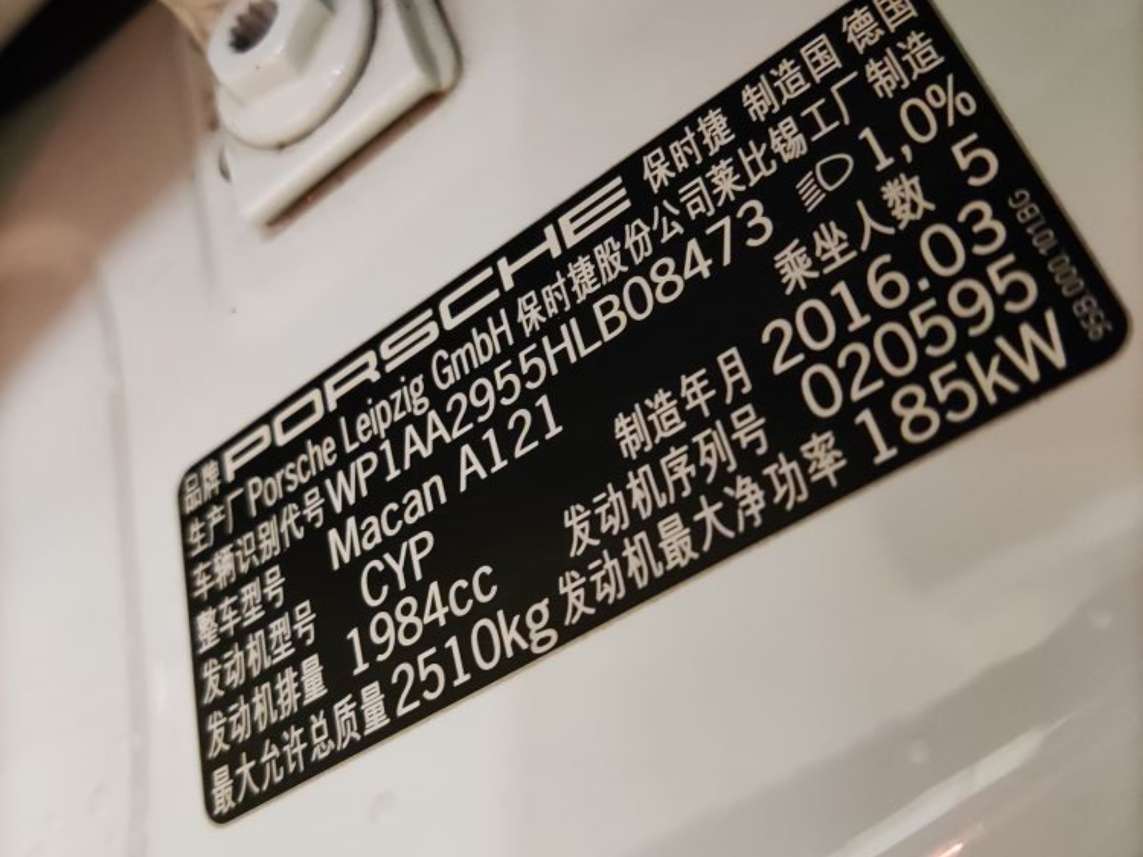 品牌 PORSCHE 保时捷 制造国 德国
生产厂 Porsche Leipzig GmbH 保时捷股份公司莱比锡工厂 制造
车辆识别代号 WP1AA2955HLB08473 1,0%
整车型号 Macan A121 乘坐人数 5
发动机型号 CYP 制造年月 2016.03
发动机排量 1984cc 发动机序列号 020595
最大允许总质量 2510kg 发动机最大净功率 185kW
95B.000.101.BG